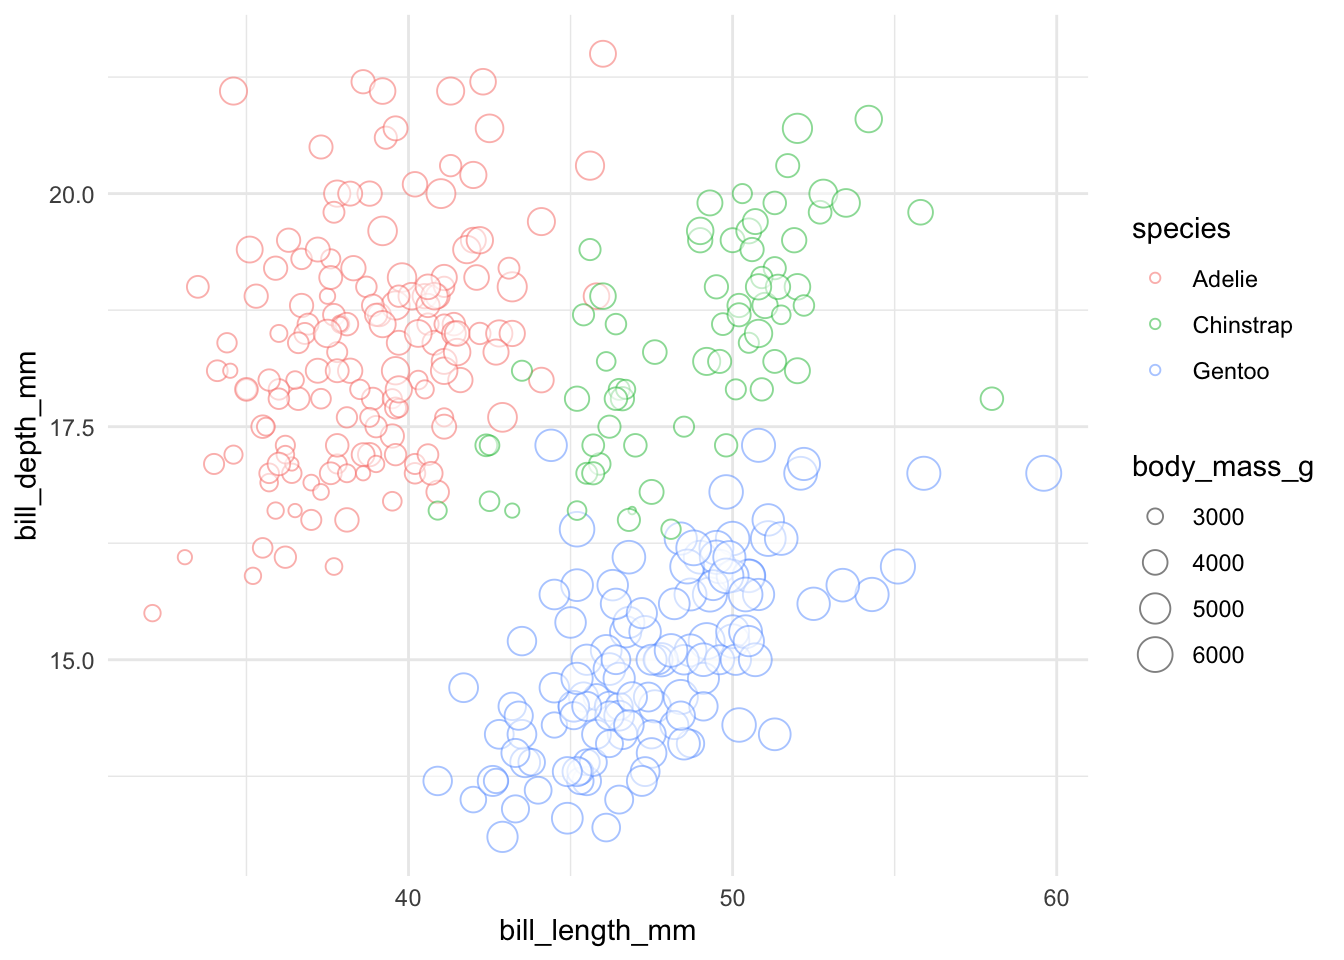 20.0
17.5
15.0
bill_depth_mm
40
50
60
bill_length_mm
species
Adelie
Chinstrap
Gentoo
body_mass_g
3000
4000
5000
6000